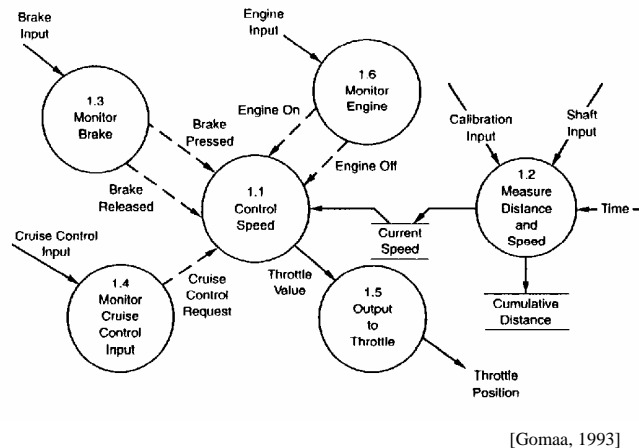 Brake
Input
Engine
Input
1.3
Monitor
Brake
1.6
Monitor
Engine
Engine On
Brake
Pressed
Engine Off
Brake
Released
1.1
Control
Speed
Calibration
Input
Shaft
Input
1.2
Measure
Distance
and
Speed
Time
Current
Speed
Cumulative
Distance
Cruise Control
Input
1.4
Monitor
Cruise
Control
Input
Cruise
Control
Request
Throttle
Value
1.5
Output
to
Throttle
Throttle
Position
[Gomaa, 1993]